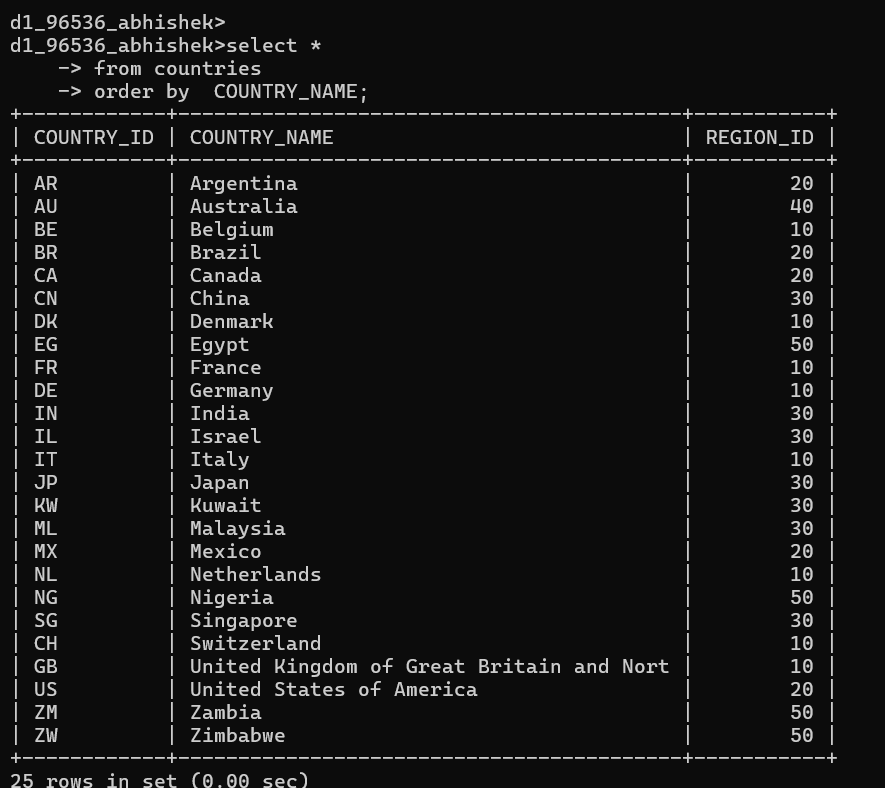 d1_96536_abhishek>
d1_96536_abhishek>select *
    -> from countries
    -> order by  COUNTRY_NAME;
+------------+------------------------------------------+-----------+
| COUNTRY_ID | COUNTRY_NAME                             | REGION_ID |
+------------+------------------------------------------+-----------+
| AR         | Argentina                                |        20 |
| AU         | Australia                                |        40 |
| BE         | Belgium                                  |        10 |
| BR         | Brazil                                   |        20 |
| CA         | Canada                                   |        20 |
| CN         | China                                    |        30 |
| DK         | Denmark                                  |        10 |
| EG         | Egypt                                    |        50 |
| FR         | France                                   |        10 |
| DE         | Germany                                  |        10 |
| IN         | India                                    |        30 |
| IL         | Israel                                   |        30 |
| IT         | Italy                                    |        10 |
| JP         | Japan                                    |        30 |
| KW         | Kuwait                                   |        30 |
| ML         | Malaysia                                 |        30 |
| MX         | Mexico                                   |        20 |
| NL         | Netherlands                              |        10 |
| NG         | Nigeria                                  |        50 |
| SG         | Singapore                                |        30 |
| CH         | Switzerland                              |        10 |
| GB         | United Kingdom of Great Britain and Nort |        10 |
| US         | United States of America                 |        20 |
| ZM         | Zambia                                   |        50 |
| ZW         | Zimbabwe                                 |        50 |
+------------+------------------------------------------+-----------+
25 rows in set (0.00 sec)